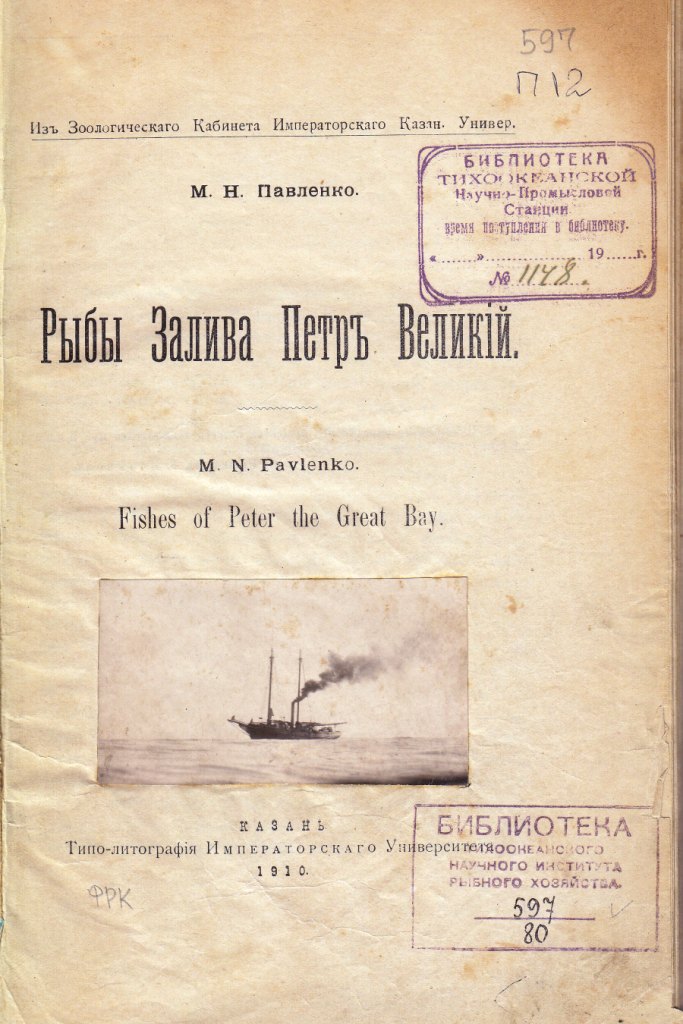 597
П12
Изъ Зоологическаго Кабинета Императорскаго Казан. Универ.
М. Н. Павленко.
БИБЛИОТЕКА
ТИХООКЕАНСКОЙ
Научно-Промысловой
Станции
время поступления в библиотеку.
«......»..................19......г.
№ 1148.
Рыбы Залива Петръ Великій.
M. N. Pavlenko.
Fishes of Peter the Great Bay.
КАЗАНЬ
Типо-литографія Императорскаго Университета
1910.
ФРК
БИБЛИОТЕКА
ТИХООКЕАНСКОГО
НАУЧНОГО ИНСТИТУТА
РЫБНОГО ХОЗЯЙСТВА.
597
80